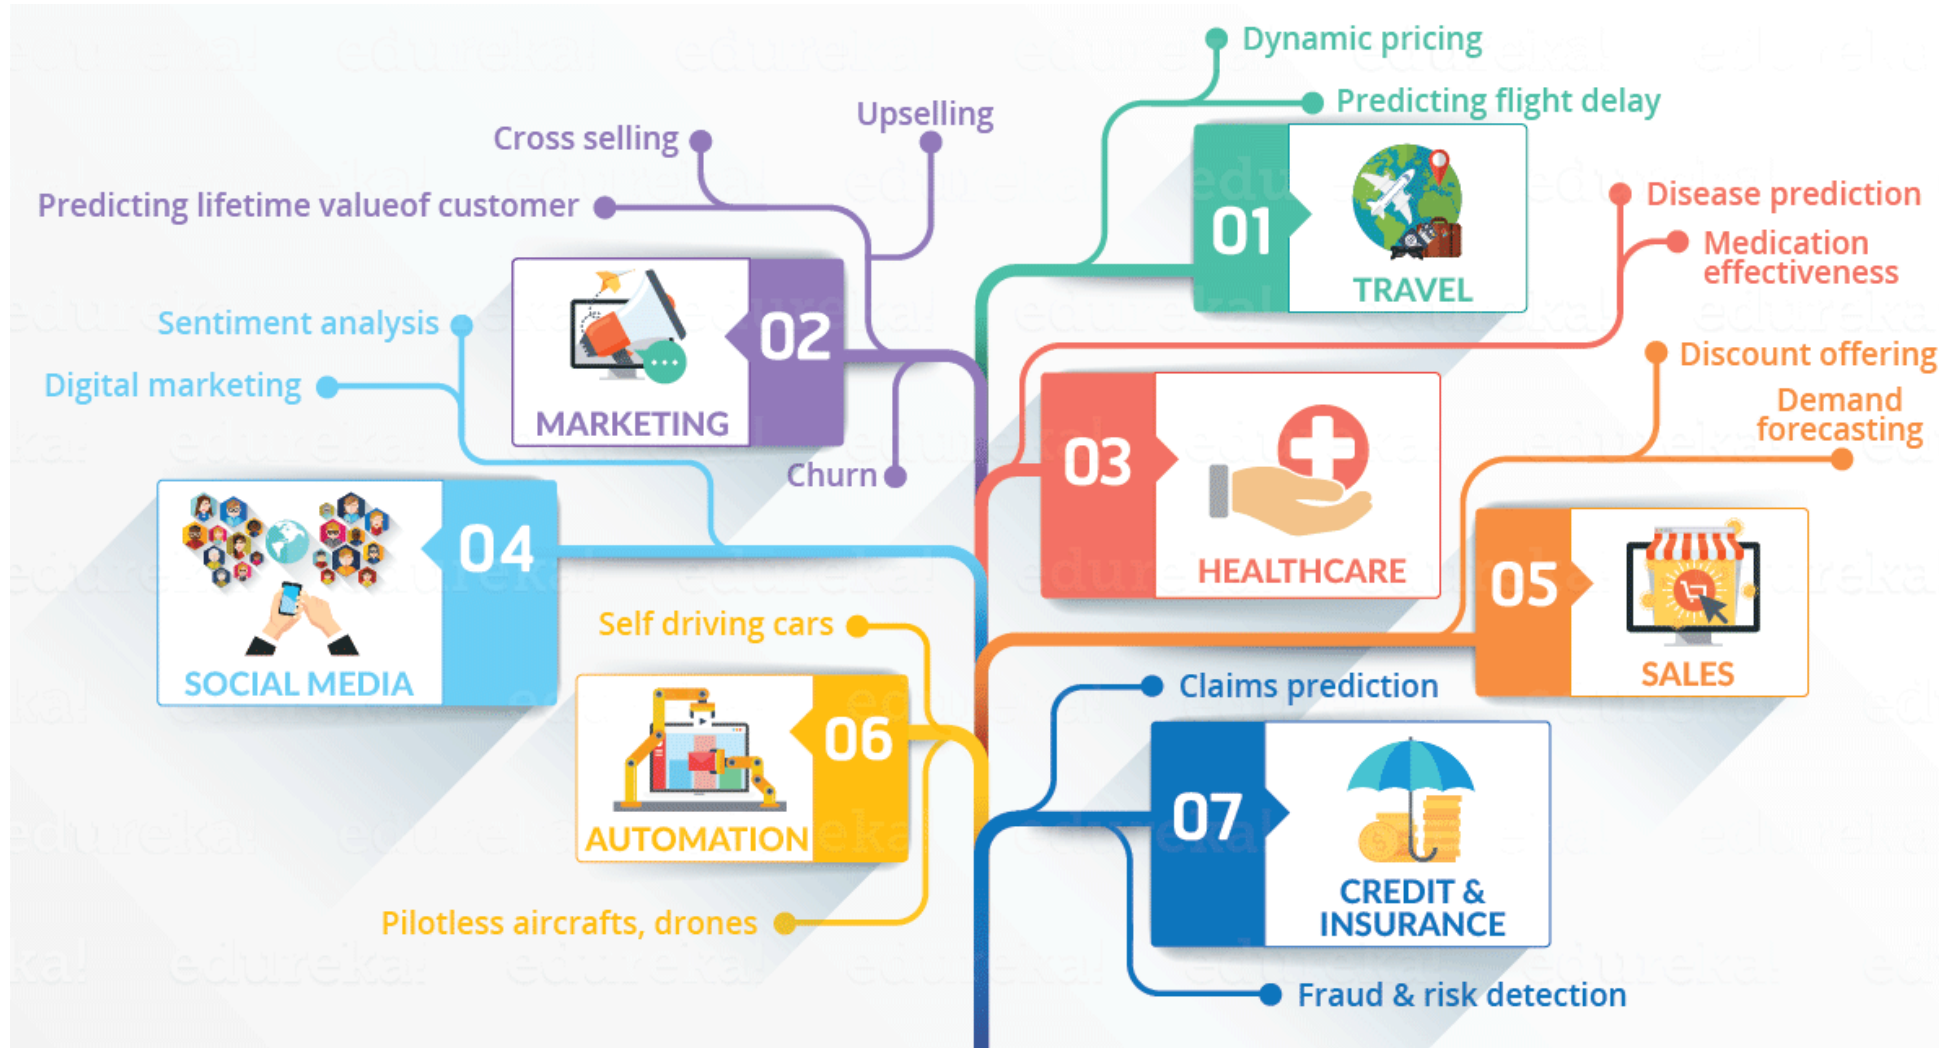 Dynamic pricing
Predicting flight delay
01
TRAVEL
Upselling
Cross selling
Predicting lifetime valueof customer
02
MARKETING
Churn
Disease prediction
Medication
effectiveness
03
HEALTHCARE
Sentiment analysis
Digital marketing
04
SOCIAL MEDIA
Discount offering
Demand
forecasting
05
SALES
Self driving cars
06
AUTOMATION
Pilotless aircrafts, drones
Claims prediction
07
CREDIT &
INSURANCE
Fraud & risk detection
edureka!